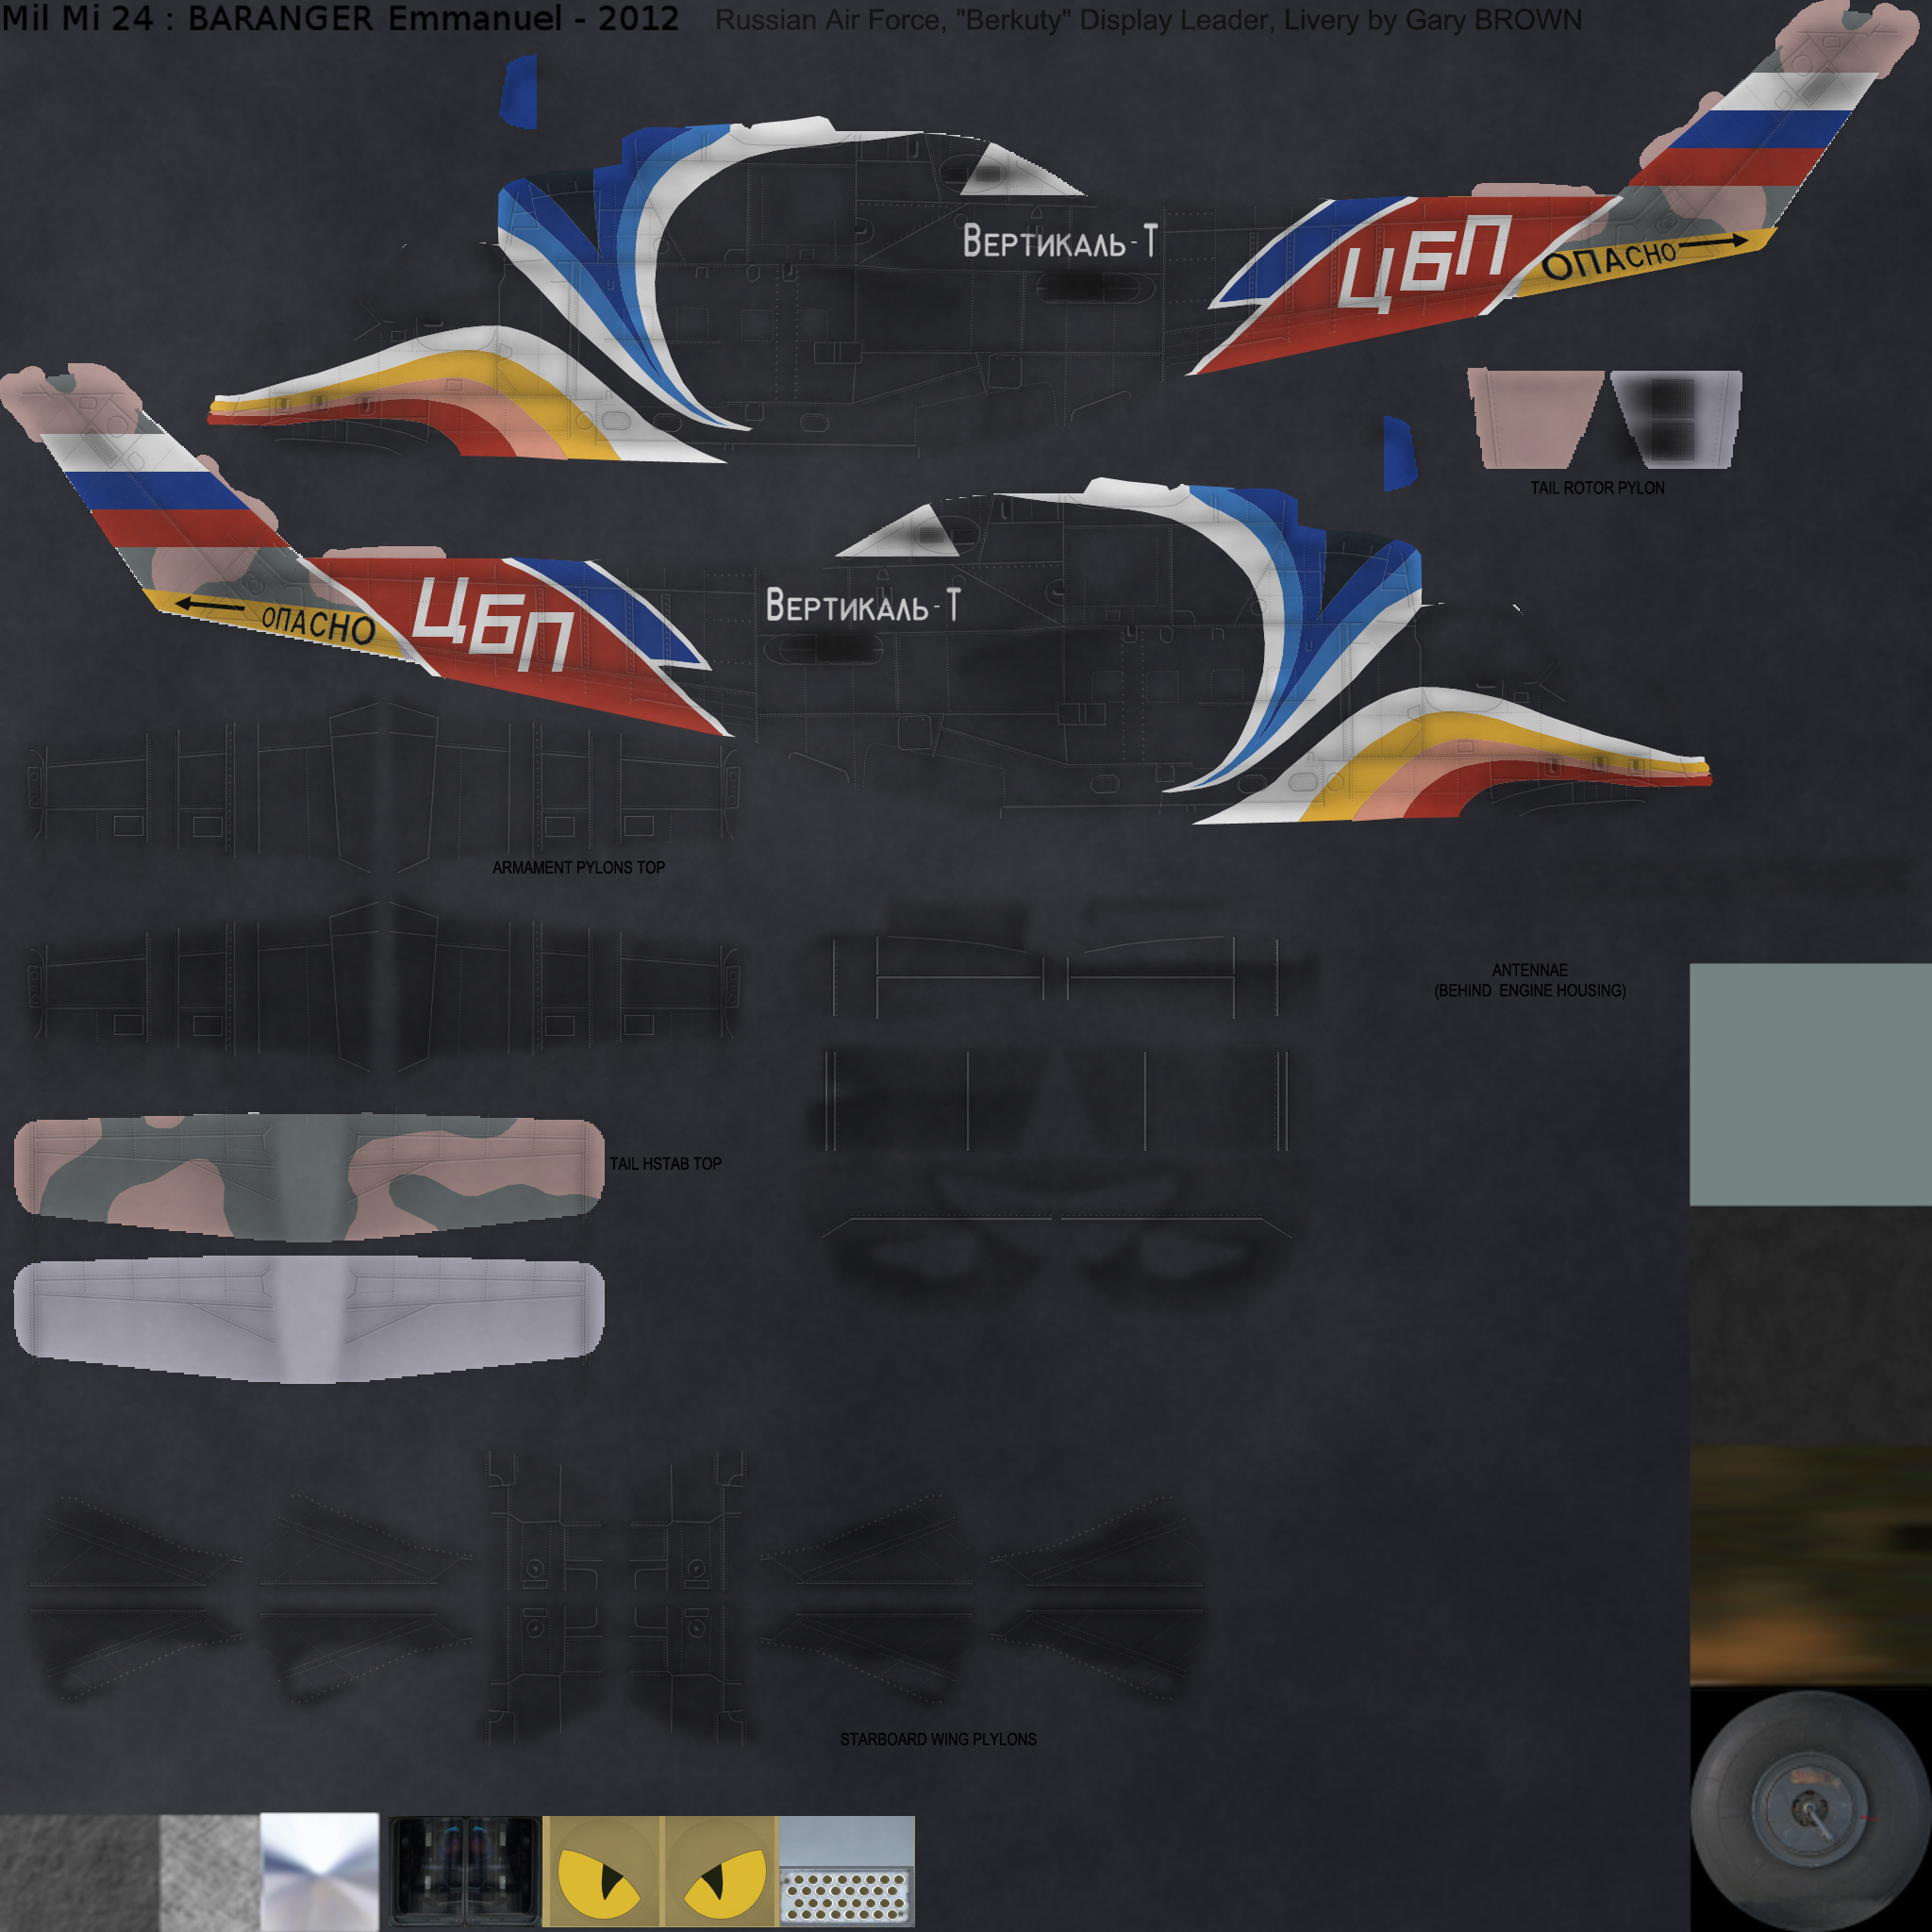 Mil Mi 24 : BARANGER Emmanuel - 2012 Russian Air Force, "Berkuty" Display Leader, Livery by Gary BROWN
Вертикаль-Т
ЦБП
ОПАСНО
TAIL ROTOR PYLON
ОПАСНО
ЦБП
Вертикаль-Т
ARMAMENT PYLONS TOP
ANTENNAE
(BEHIND ENGINE HOUSING)
TAIL HSTAB TOP
STARBOARD WING PLYLONS